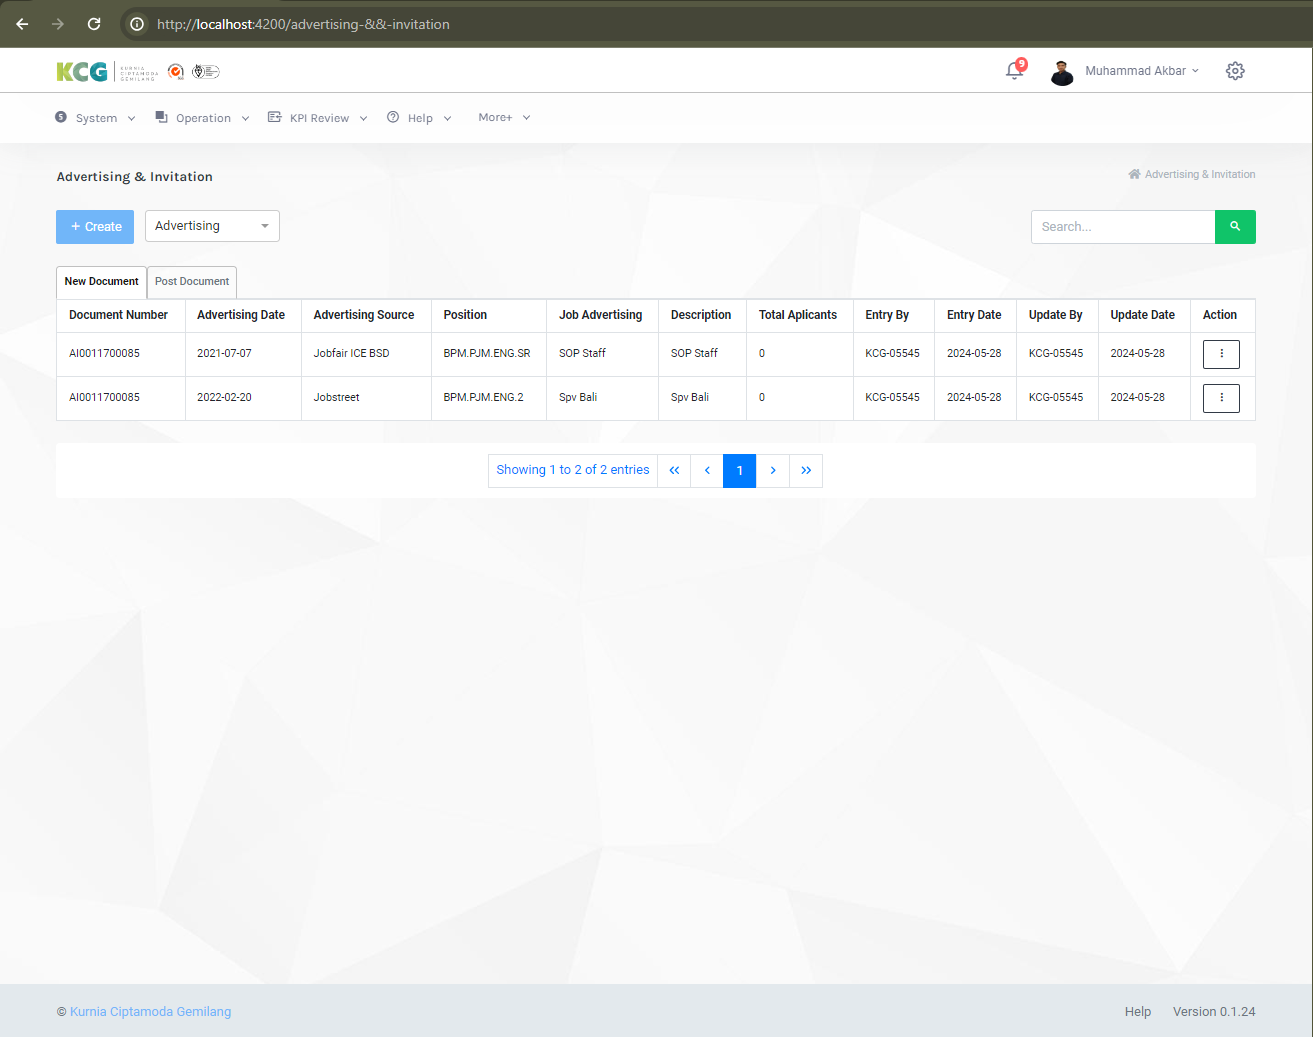 http://localhost:4200/advertising-&&-invitation
KCG KURNIA CIPTAMODA GEMILANG
9
Muhammad Akbar
System Operation KPI Review Help More+
Advertising & Invitation
Advertising & Invitation
+ Create
Advertising
Search...
New Document Post Document
Document Number Advertising Date Advertising Source Position Job Advertising Description Total Aplicants Entry By Entry Date Update By Update Date Action
AI0011700085 2021-07-07 Jobfair ICE BSD BPM.PJM.ENG.SR SOP Staff SOP Staff 0 KCG-05545 2024-05-28 KCG-05545 2024-05-28
AI0011700085 2022-02-20 Jobstreet BPM.PJM.ENG.2 Spv Bali Spv Bali 0 KCG-05545 2024-05-28 KCG-05545 2024-05-28
Showing 1 to 2 of 2 entries « ‹ 1 › »
© Kurnia Ciptamoda Gemilang
Help Version 0.1.24